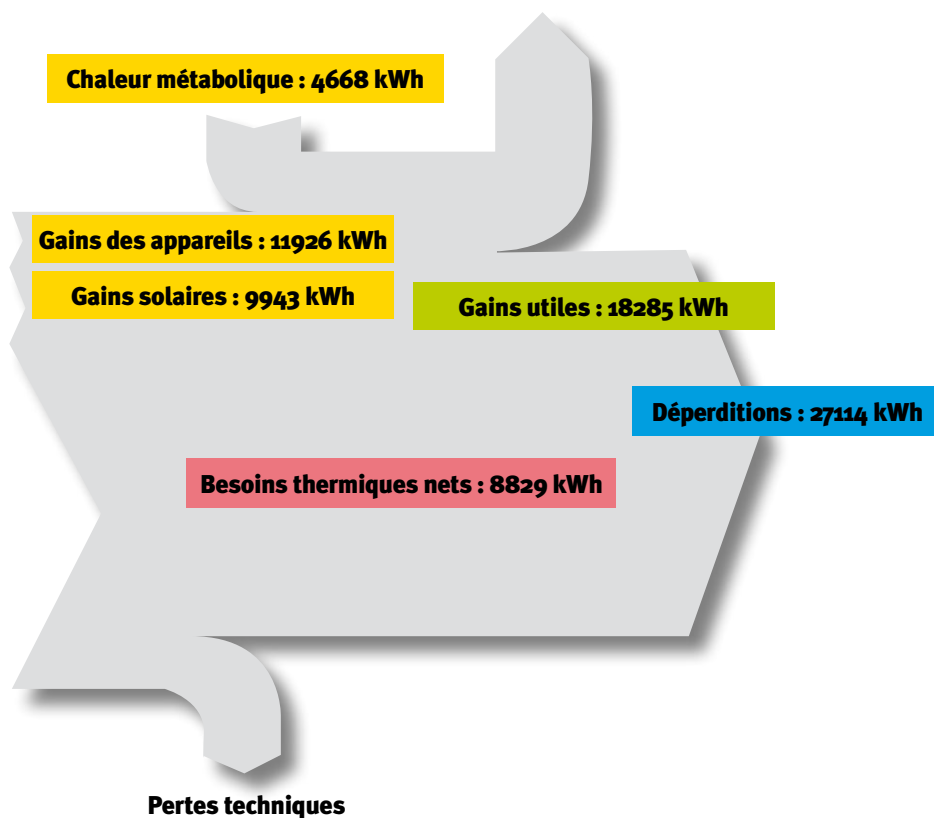 Chaleur métabolique : 4668 kWh
Gains des appareils : 11926 kWh
Gains solaires : 9943 kWh
Gains utiles : 18285 kWh
Déperditions : 27114 kWh
Besoins thermiques nets : 8829 kWh
Pertes techniques